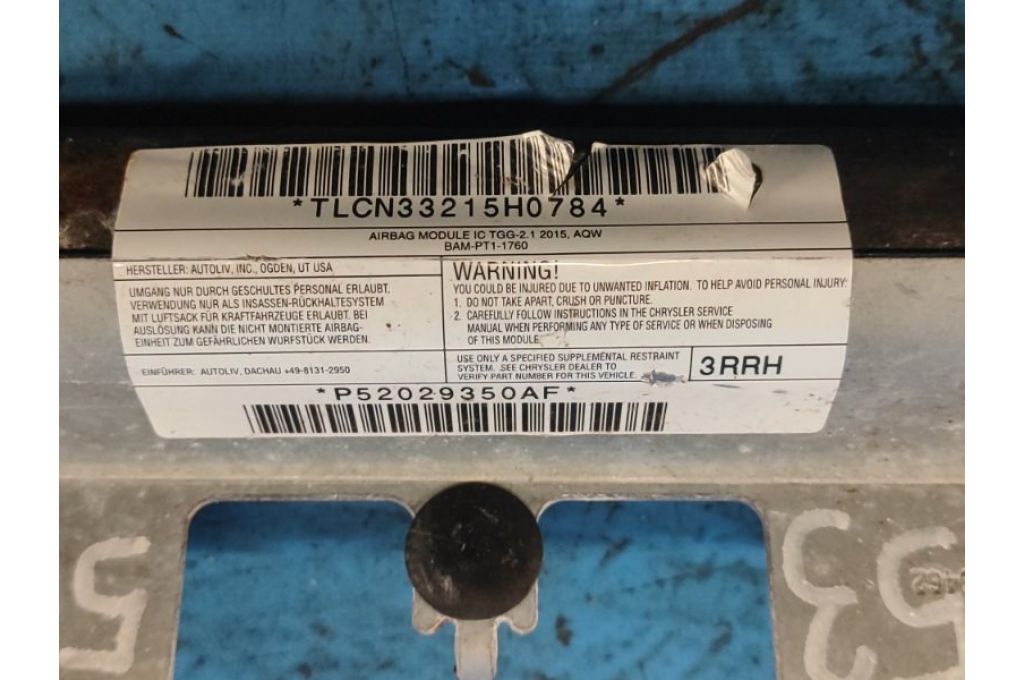 *TLCN33215H0784*
AIRBAG MODULE IC TGG-2.1 2015, AQW
BAM-PT1-1760
HERSTELLER: AUTOLIV, INC., OGDEN, UT USA
UMGANG NUR DURCH GESCHULTES PERSONAL ERLAUBT.
VERWENDUNG NUR ALS INSASSEN-RÜCKHALTESYSTEM
MIT LUFTSACK FÜR KRAFTFAHRZEUGE ERLAUBT. BEI
AUSLÖSUNG KANN DIE NICHT MONTIERTE AIRBAG-
EINHEIT ZUM GEFÄHRLICHEN WURFSTÜCK WERDEN.
EINFÜHRER: AUTOLIV, DACHAU +49-8131-2950
WARNING!
YOU COULD BE INJURED DUE TO UNWANTED INFLATION. TO HELP AVOID PERSONAL INJURY:
1. DO NOT TAKE APART, CRUSH OR PUNCTURE.
2. CAREFULLY FOLLOW INSTRUCTIONS IN THE CHRYSLER SERVICE
MANUAL WHEN PERFORMING ANY TYPE OF SERVICE OR WHEN DISPOSING
OF THIS MODULE.
USE ONLY A SPECIFIED SUPPLEMENTAL RESTRAINT
SYSTEM. SEE CHRYSLER DEALER TO
VERIFY PART NUMBER FOR THIS VEHICLE.
3RRH
*P52029350AF*
5
3
5